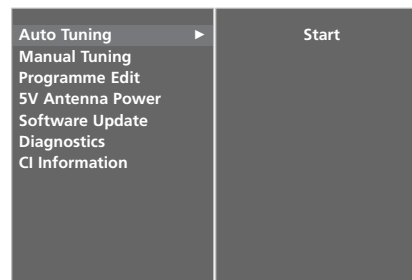 Auto Tuning ►
Start
Manual Tuning
Programme Edit
5V Antenna Power
Software Update
Diagnostics
CI Information